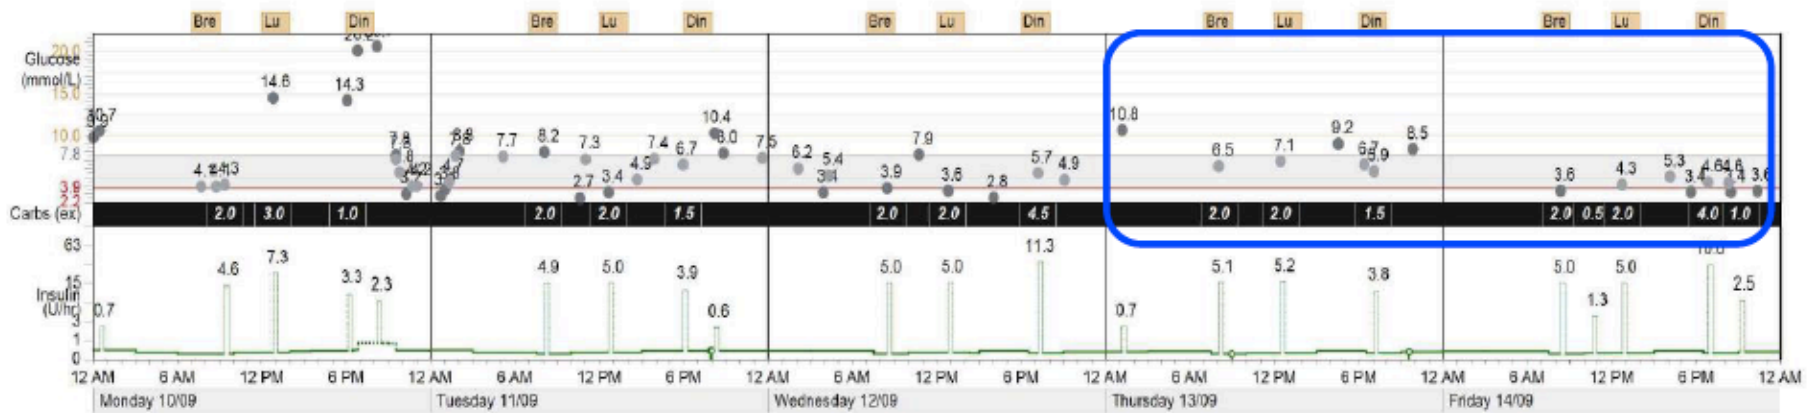 Bre Lu Din Bre Lu Din Bre Lu Din Bre Lu Din Bre Lu Din
Glucose
(mmol/L)
20.0
15.0
10.0
7.8
3.9
2.2
14.6 14.3
7.7 8.2 7.3 7.4 6.7 10.4 8.0 7.5
2.7 3.4 4.9
6.2 5.4 3.9 7.9 3.6 2.8 5.7 4.9
10.8 6.5 7.1 9.2 8.5
3.6 4.3 5.3 3.6
Carbs (ex) 2.0 3.0 1.0 2.0 2.0 1.5 2.0 2.0 4.5 2.0 2.0 1.5 2.0 0.5 2.0 4.0 1.0
Insulin
(U/hr)
63
15
3
1
0
0.7 4.6 7.3 3.3 2.3 4.9 5.0 3.9 0.6 5.0 5.0 11.3 0.7 5.1 5.2 3.8 5.0 1.3 5.0 2.5
12 AM 6 AM 12 PM 6 PM 12 AM 6 AM 12 PM 6 PM 12 AM 6 AM 12 PM 6 PM 12 AM 6 AM 12 PM 6 PM 12 AM 6 AM 12 PM 6 PM 12 AM
Monday 10/09 Tuesday 11/09 Wednesday 12/09 Thursday 13/09 Friday 14/09